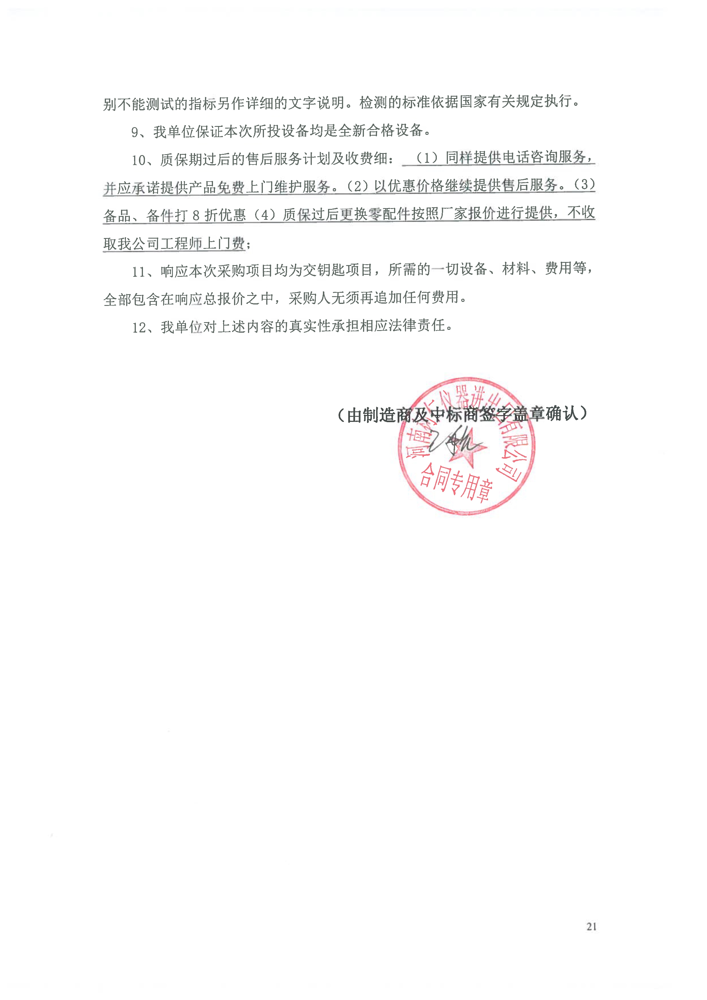 别不能测试的指标另作详细的文字说明。检测的标准依据国家有关规定执行。
9、我单位保证本次所投设备均是全新合格设备。
10、质保期过后的售后服务计划及收费细： （1）同样提供电话咨询服务，
并应承诺提供产品免费上门维护服务。（2）以优惠价格继续提供售后服务。（3）
备品、备件打 8 折优惠（4）质保过后更换零配件按照厂家报价进行提供，不收
取我公司工程师上门费；
11、响应本次采购项目均为交钥匙项目，所需的一切设备、材料、费用等，
全部包含在响应总报价之中，采购人无须再追加任何费用。
12、我单位对上述内容的真实性承担相应法律责任。
（由制造商及中标商签字盖章确认）
河南 仪器进出口有限公司
合同专用章
21